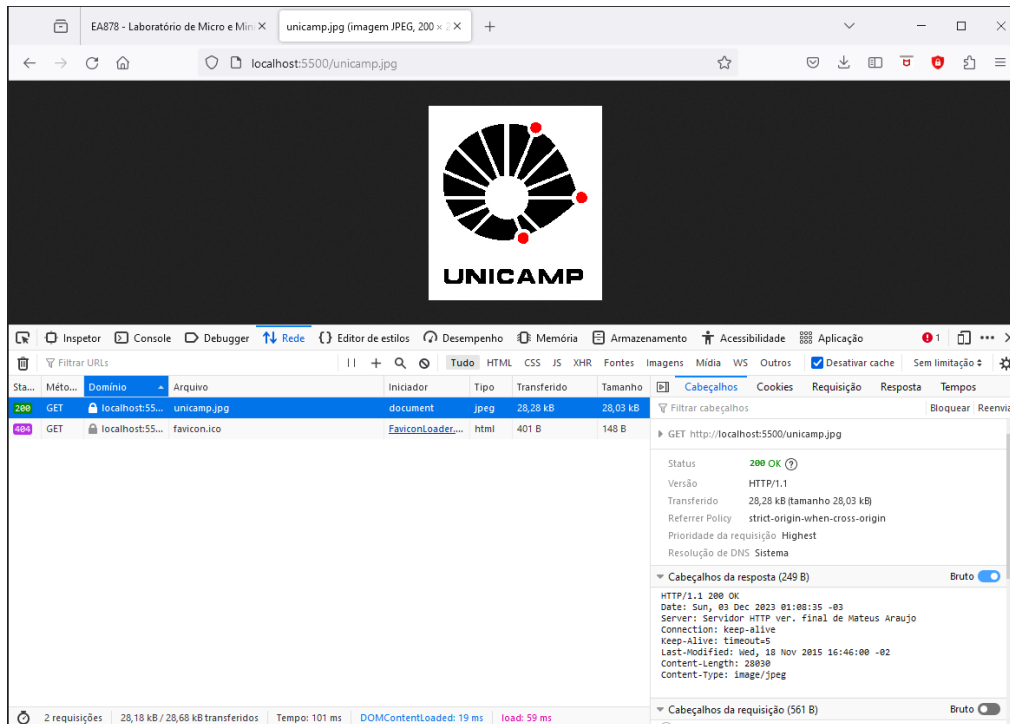 EA878 - Laboratório de Micro e Mini
unicamp.jpg (imagem JPEG, 200 × 2
localhost:5500/unicamp.jpg
UNICAMP
Inspetor Console Debugger Rede Editor de estilos Desempenho Memória Armazenamento Acessibilidade Aplicação 1
Filtrar URLs Tudo HTML CSS JS XHR Fontes Imagens Mídia WS Outros Desativar cache Sem limitação
Sta... Méto... Domínio Arquivo Iniciador Tipo Transferido Tamanho
200 GET localhost:55... unicamp.jpg document jpeg 28,28 kB 28,03 kB
404 GET localhost:55... favicon.ico FaviconLoader.... html 401 B 148 B
Cabeçalhos Cookies Requisição Resposta Tempos
Filtrar cabeçalhos Bloquear Reenvia
GET http://localhost:5500/unicamp.jpg
Status 200 OK
Versão HTTP/1.1
Transferido 28,28 kB (tamanho 28,03 kB)
Referrer Policy strict-origin-when-cross-origin
Prioridade da requisição Highest
Resolução de DNS Sistema
Cabeçalhos da resposta (249 B) Bruto
HTTP/1.1 200 OK
Date: Sun, 03 Dec 2023 01:08:35 -03
Server: Servidor HTTP ver. final de Mateus Araujo
Connection: keep-alive
Keep-Alive: timeout=5
Last-Modified: Wed, 18 Nov 2015 16:46:00 -02
Content-Length: 28030
Content-Type: image/jpeg
Cabeçalhos da requisição (561 B) Bruto
2 requisições 28,18 kB / 28,68 kB transferidos Tempo: 101 ms DOMContentLoaded: 19 ms load: 59 ms